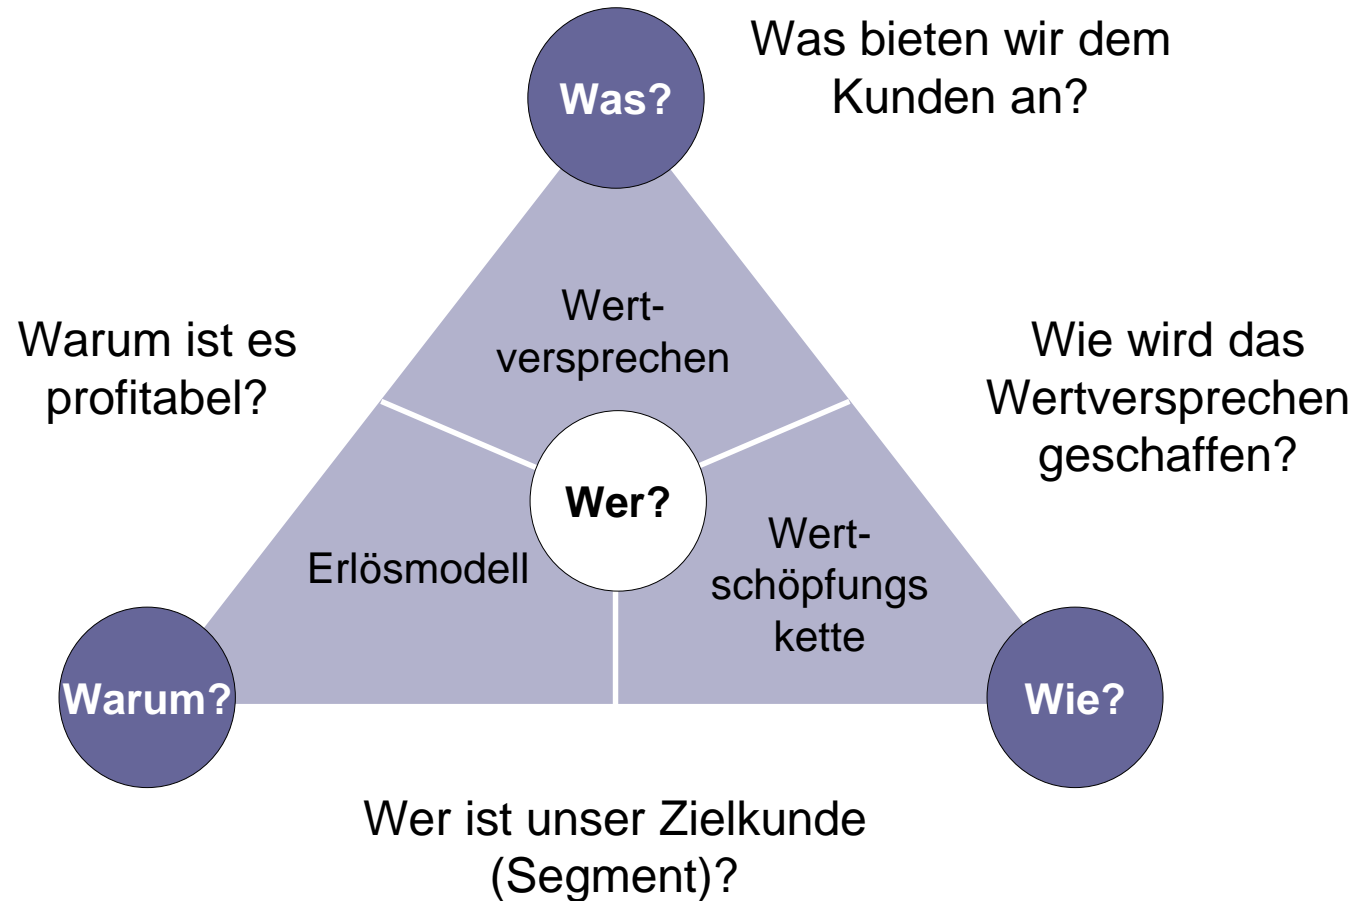 Was?
Was bieten wir dem
Kunden an?
Wert-
versprechen
Warum ist es
profitabel?
Wie wird das
Wertversprechen
geschaffen?
Wer?
Erlösmodell
Wert-
schöpfungs
kette
Warum?
Wie?
Wer ist unser Zielkunde
(Segment)?